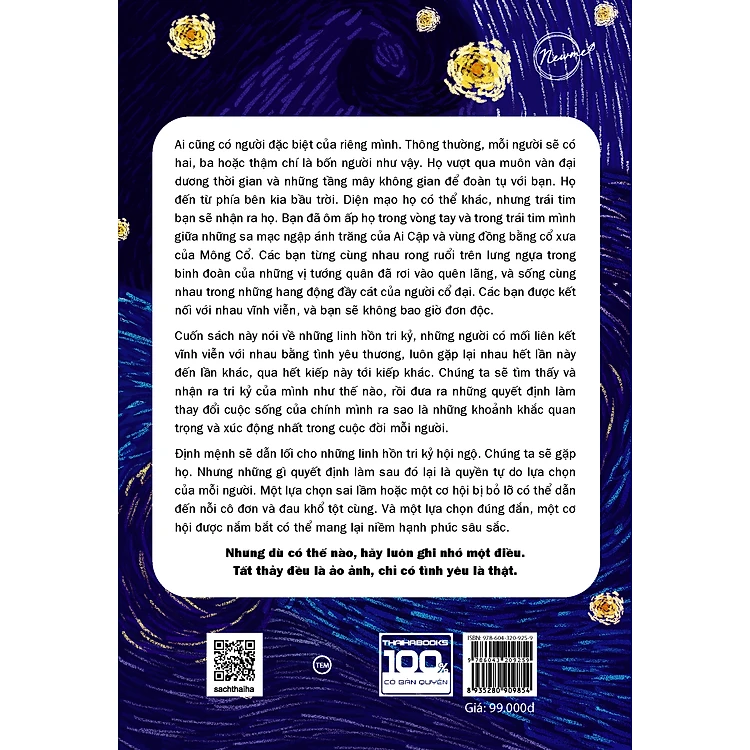 Newme
Ai cũng có người đặc biệt của riêng mình. Thông thường, mỗi người sẽ có
hai, ba hoặc thậm chí là bốn người như vậy. Họ vượt qua muôn vàn đại
dương thời gian và những tầng mây không gian để đoàn tụ với bạn. Họ
đến từ phía bên kia bầu trời. Diện mạo họ có thể khác, nhưng trái tim
bạn sẽ nhận ra họ. Bạn đã ôm ấp họ trong vòng tay và trong trái tim mình
giữa những sa mạc ngập ánh trăng của Ai Cập và vùng đồng bằng cổ xưa
của Mông Cổ. Các bạn từng cùng nhau rong ruổi trên lưng ngựa trong
binh đoàn của những vị tướng quân đã rơi vào quên lãng, và sống cùng
nhau trong những hang động đầy cát của người cổ đại. Các bạn được kết
nối với nhau vĩnh viễn, và bạn sẽ không bao giờ đơn độc.
Cuốn sách này nói về những linh hồn tri kỷ, những người có mối liên kết
vĩnh viễn với nhau bằng tình yêu thương, luôn gặp lại nhau hết lần này
đến lần khác, qua hết kiếp này tới kiếp khác. Chúng ta sẽ tìm thấy và
nhận ra tri kỷ của mình như thế nào, rồi đưa ra những quyết định làm
thay đổi cuộc sống của chính mình ra sao là những khoảnh khắc quan
trọng và xúc động nhất trong cuộc đời mỗi người.
Định mệnh sẽ dẫn lối cho những linh hồn tri kỷ hội ngộ. Chúng ta sẽ gặp
họ. Nhưng những gì quyết định làm sau đó lại là quyền tự do lựa chọn
của mỗi người. Một lựa chọn sai lầm hoặc một cơ hội bị bỏ lỡ có thể dẫn
đến nỗi cô đơn và đau khổ tột cùng. Và một lựa chọn đúng đắn, một cơ
hội được nắm bắt có thể mang lại niềm hạnh phúc sâu sắc.
Nhưng dù có thế nào, hãy luôn ghi nhớ một điều.
Tất thảy đều là ảo ảnh, chỉ có tình yêu là thật.
sachthaiha
TEM
THAIHABOOKS
100%
CÓ BẢN QUYỀN
ISBN: 978-604-320-925-9
9 786043 209259
8 935280 909854
Giá: 99.000đ